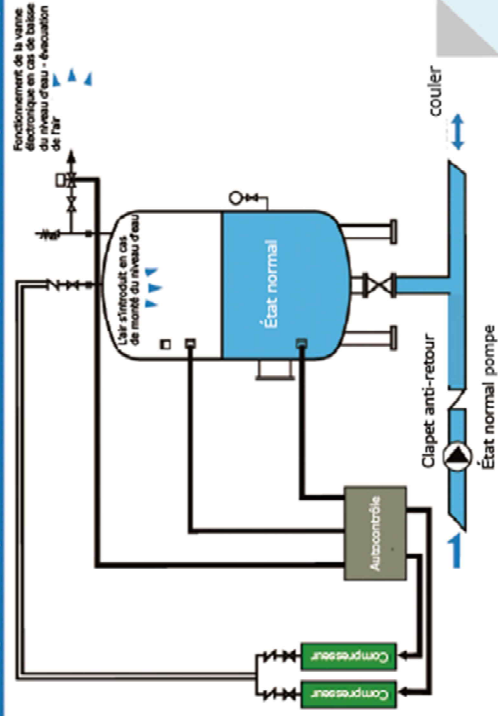 Fonctionnement de la vanne
électronique en cas de baisse
du niveau d'eau - évacuation
de l'air
L'air s'introduit en cas
de monté du niveau d'eau
État normal
couler
Clapet anti-retour
État normal pompe
Autocontrôle
Compresseur
Compresseur